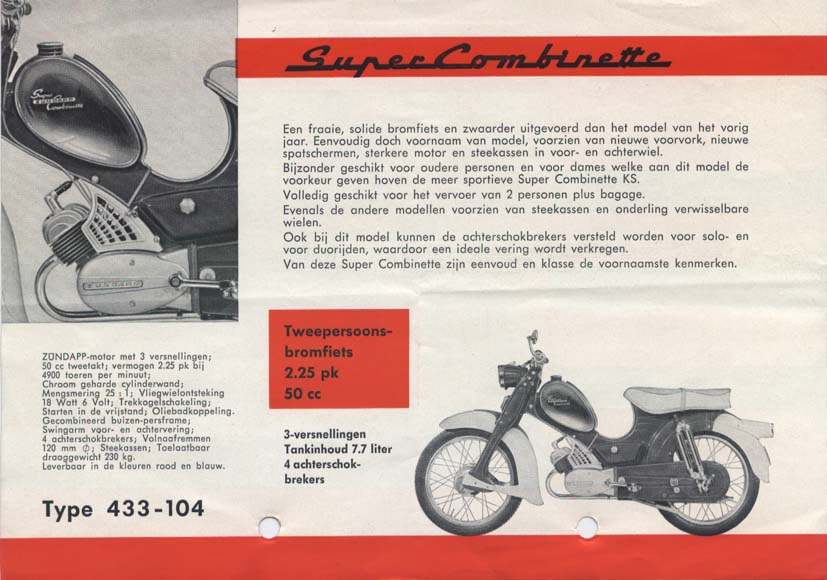 Super Combinette
Super
ZUNDAPP
Combinette
ZUNDAPP
Een fraaie, solide bromfiets en zwaarder uitgevoerd dan het model van het vorig
jaar. Eenvoudig doch voornaam van model, voorzien van nieuwe voorvork, nieuwe
spatschermen, sterkere motor en steekassen in voor- en achterwiel.
Bijzonder geschikt voor oudere personen en voor dames welke aan dit model de
voorkeur geven hoven de meer sportieve Super Combinette KS.
Volledig geschikt voor het vervoer van 2 personen plus bagage.
Evenals de andere modellen voorzien van steekassen en onderling verwisselbare
wielen.
Ook bij dit model kunnen de achterschokbrekers versteld worden voor solo- en
voor duorijden, waardoor een ideale vering wordt verkregen.
Van deze Super Combinette zijn eenvoud en klasse de voornaamste kenmerken.
ZÜNDAPP-motor met 3 versnellingen;
50 cc tweetakt; vermogen 2.25 pk bij
4900 toeren per minuut;
Chroom geharde cylinderwand;
Mengsmering 25 : 1; Vliegwielontsteking
18 Watt 6 Volt; Trekkogelschakeling;
Starten in de vrijstand; Oliebadkoppeling.
Gecombineerd buizen-persframe;
Swingarm voor- en achtervering;
4 achterschokbrekers; Volnaafremmen
120 mm ∅; Steekassen; Toelaatbaar
draaggewicht 230 kg.
Leverbaar in de kleuren rood en blauw.
Type 433-104
Tweepersoons-
bromfiets
2.25 pk
50 cc
3-versnellingen
Tankinhoud 7.7 liter
4 achterschok-
brekers